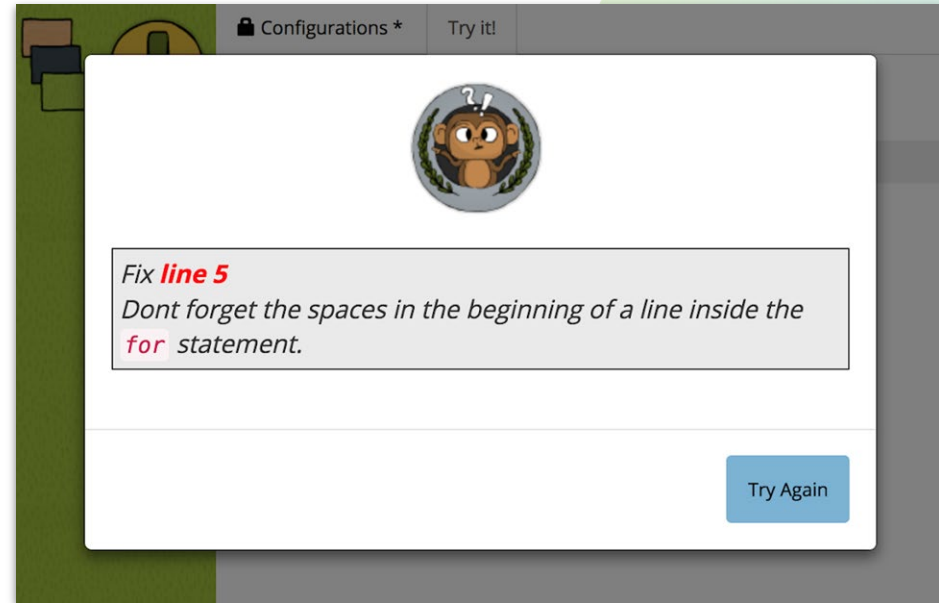 Configurations * Try it!
?!
Fix line 5
Dont forget the spaces in the beginning of a line inside the
for statement.
Try Again